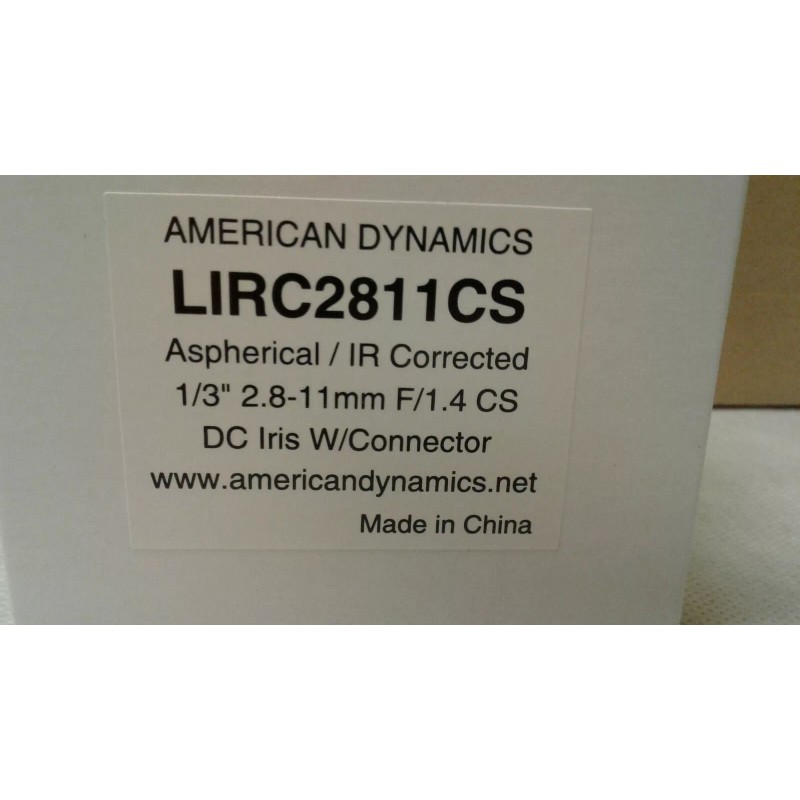 AMERICAN DYNAMICS
LIRC2811CS
Aspherical / IR Corrected
1/3" 2.8-11mm F/1.4 CS
DC Iris W/Connector
www.americandynamics.net
Made in China